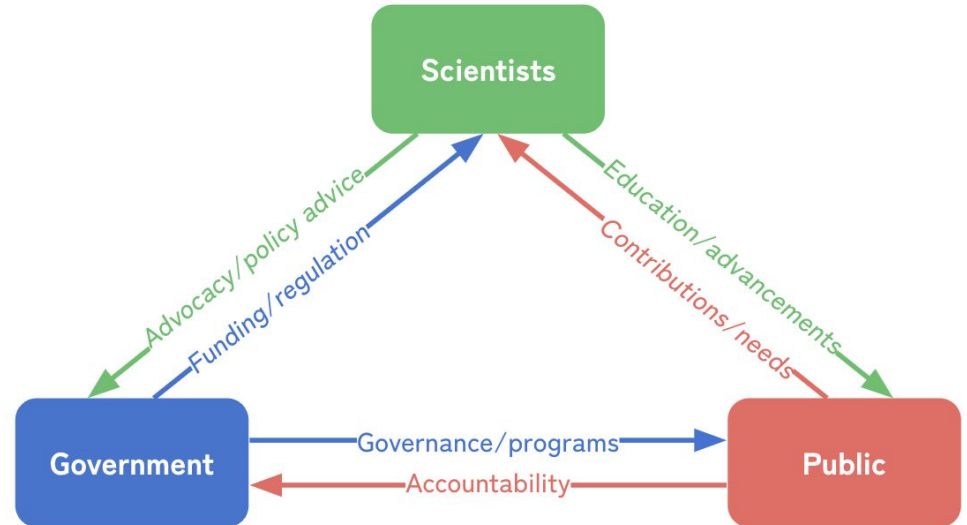 Scientists
Advocacy/policy advice
Funding/regulation
Education/advancements
Contributions/needs
Government
Governance/programs
Accountability
Public